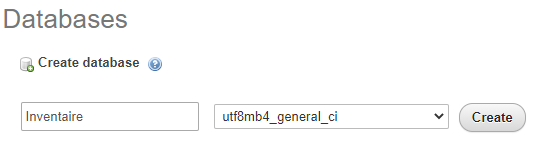 Databases
Create database
Inventaire utf8mb4_general_ci Create